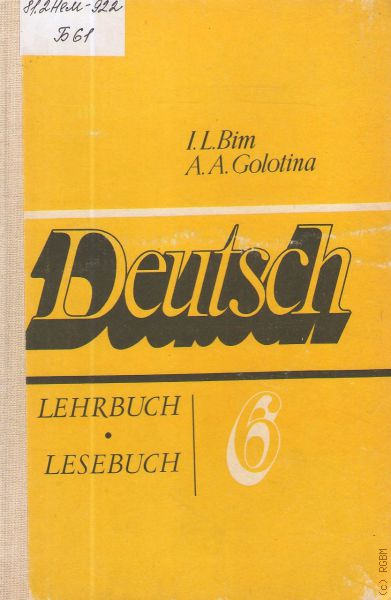 81.2Нем-922
Б61
I.L.Bim
A.A.Golotina
Deutsch
LEHRBUCH
•
LESEBUCH
6
(c) RGBM